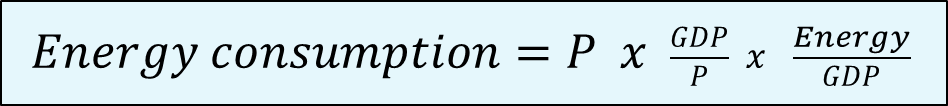 Energy consumption = P x GDP/P x Energy/GDP